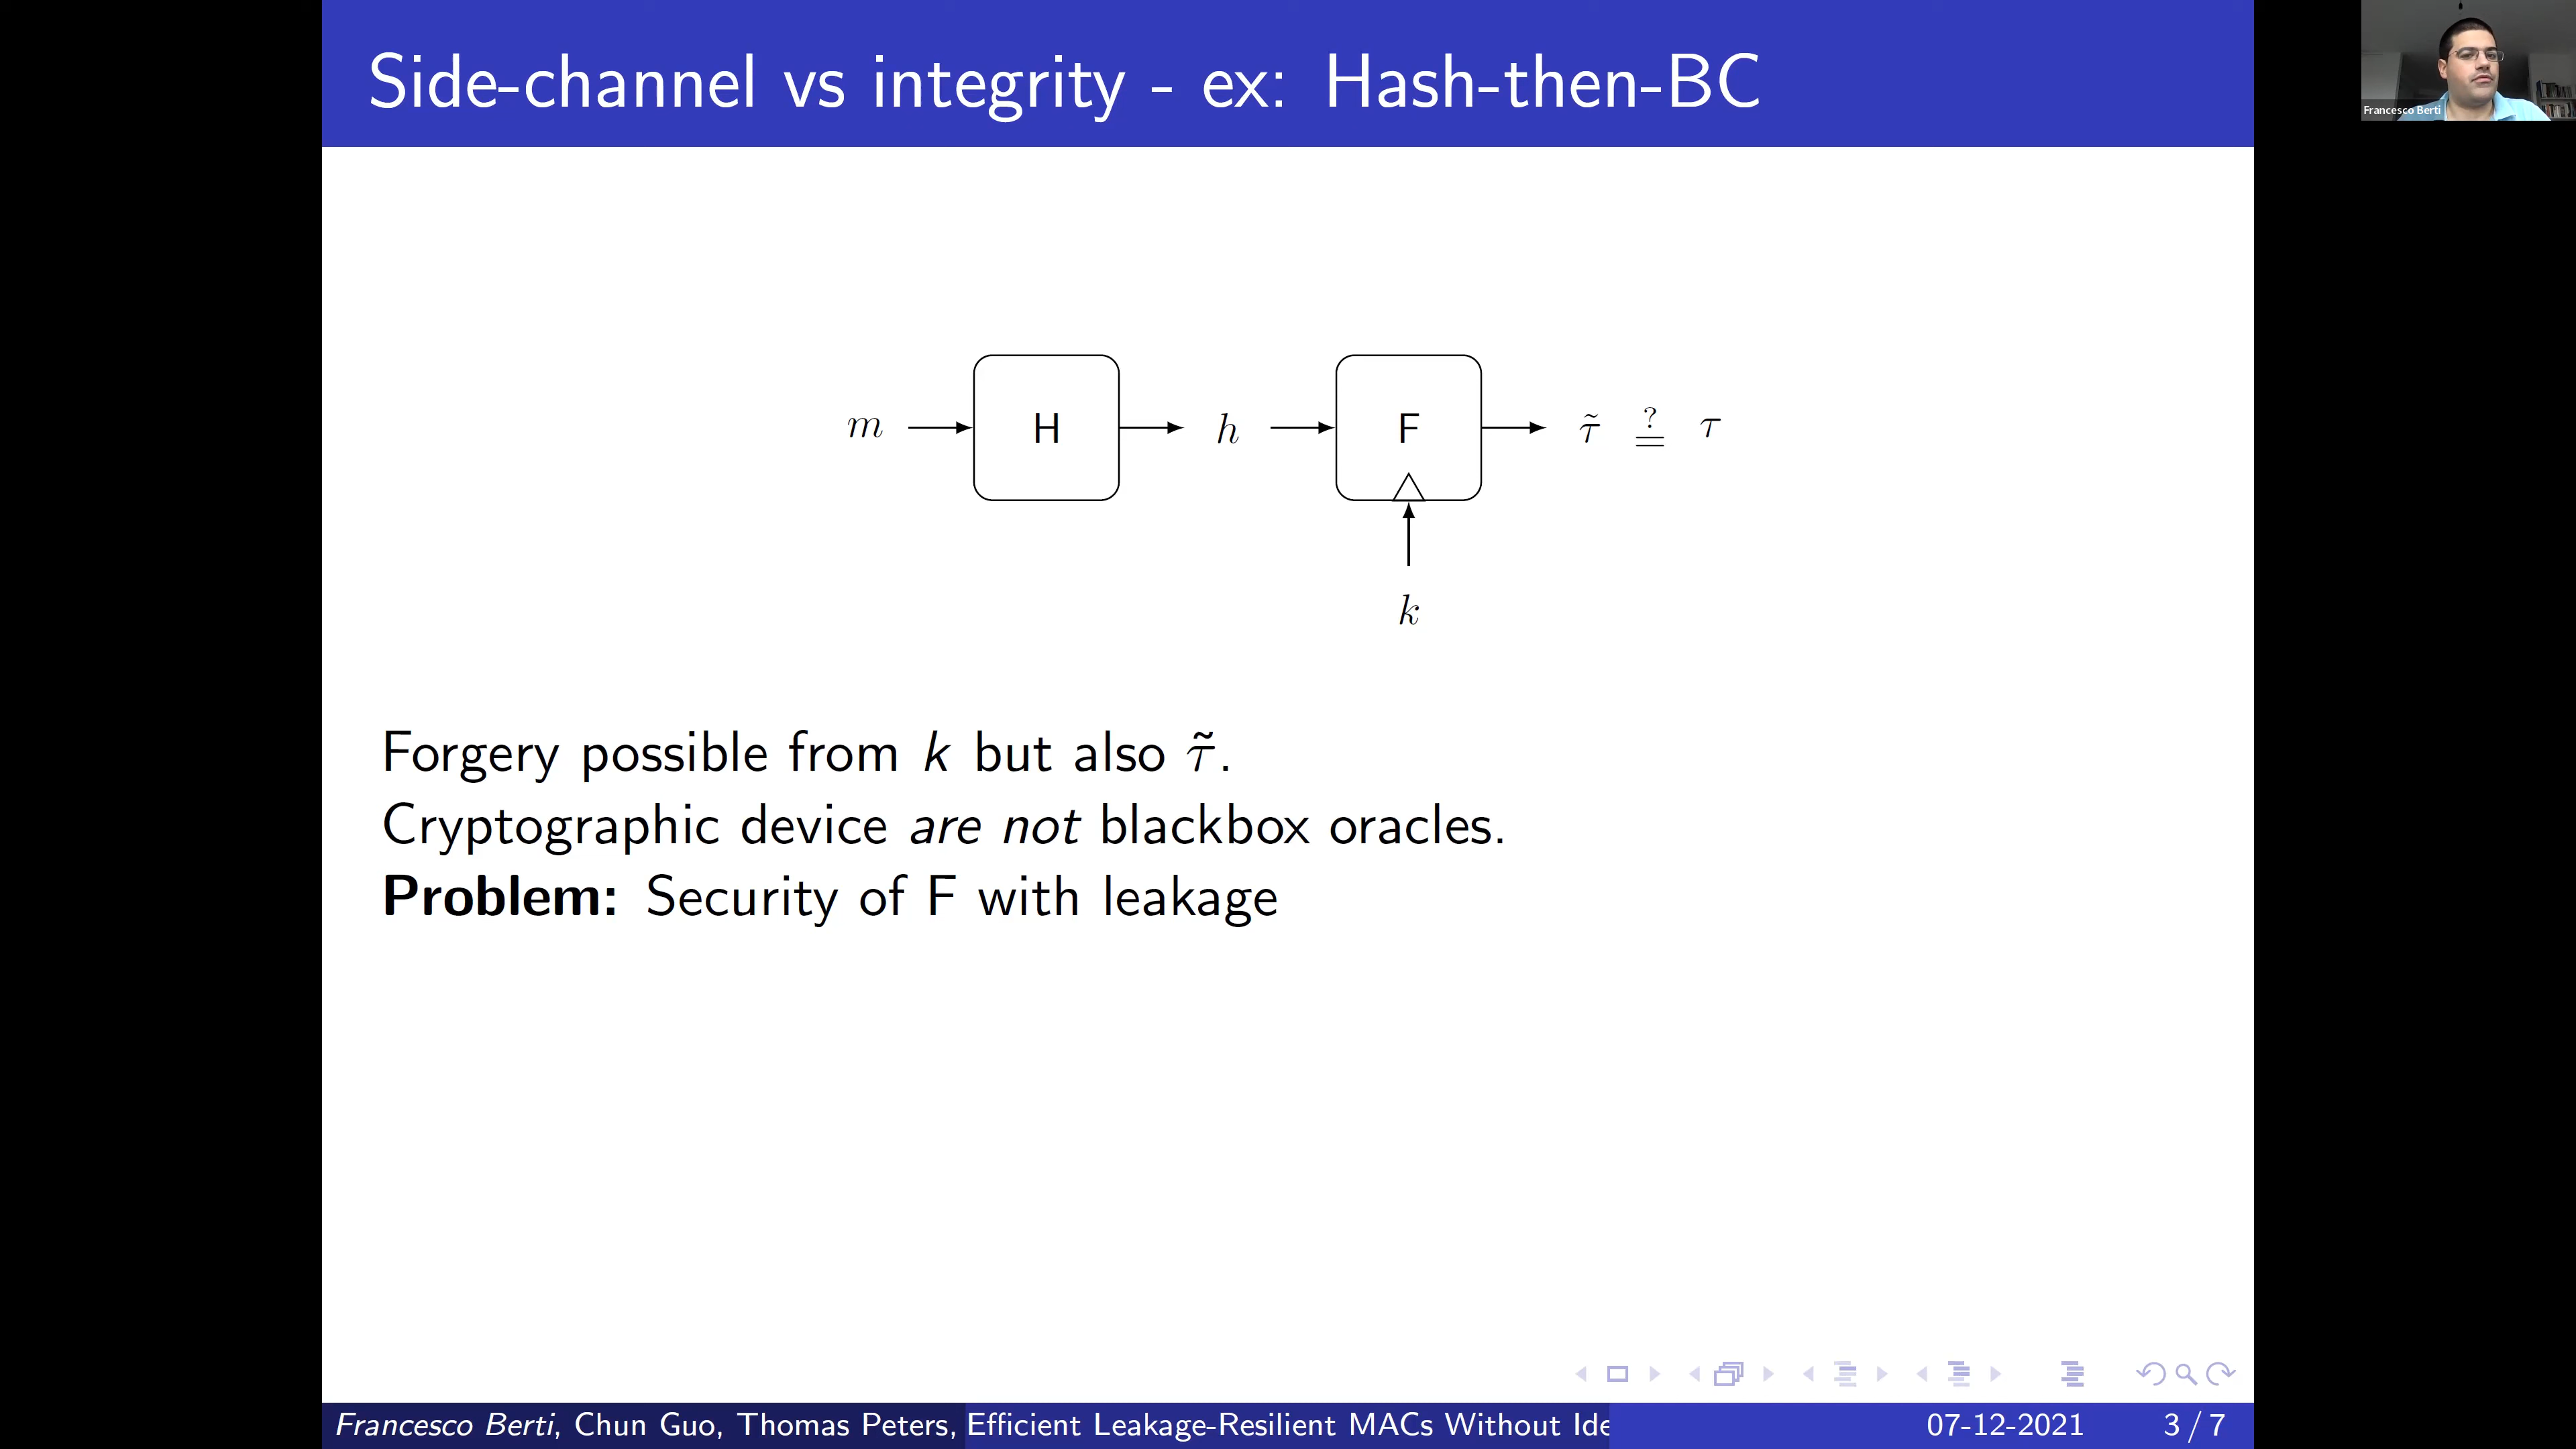 Side-channel vs integrity - ex: Hash-then-BC
Francesco Berti
m H h F τ̃ ≟ τ
k
Forgery possible from k but also τ̃.
Cryptographic device are not blackbox oracles.
Problem: Security of F with leakage
Francesco Berti, Chun Guo, Thomas Peters, Efficient Leakage-Resilient MACs Without Ide 07-12-2021 3 / 7